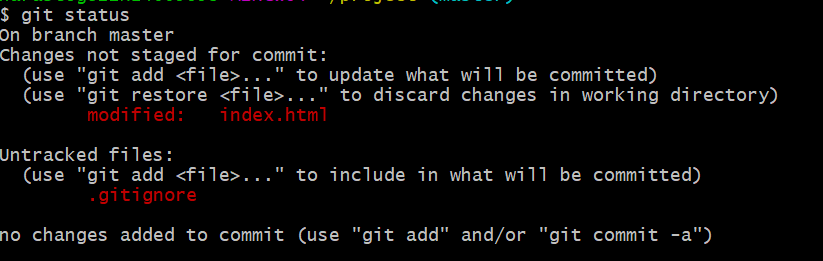 $ git status
On branch master
Changes not staged for commit:
  (use "git add <file>..." to update what will be committed)
  (use "git restore <file>..." to discard changes in working directory)
        modified:   index.html

Untracked files:
  (use "git add <file>..." to include in what will be committed)
        .gitignore

no changes added to commit (use "git add" and/or "git commit -a")